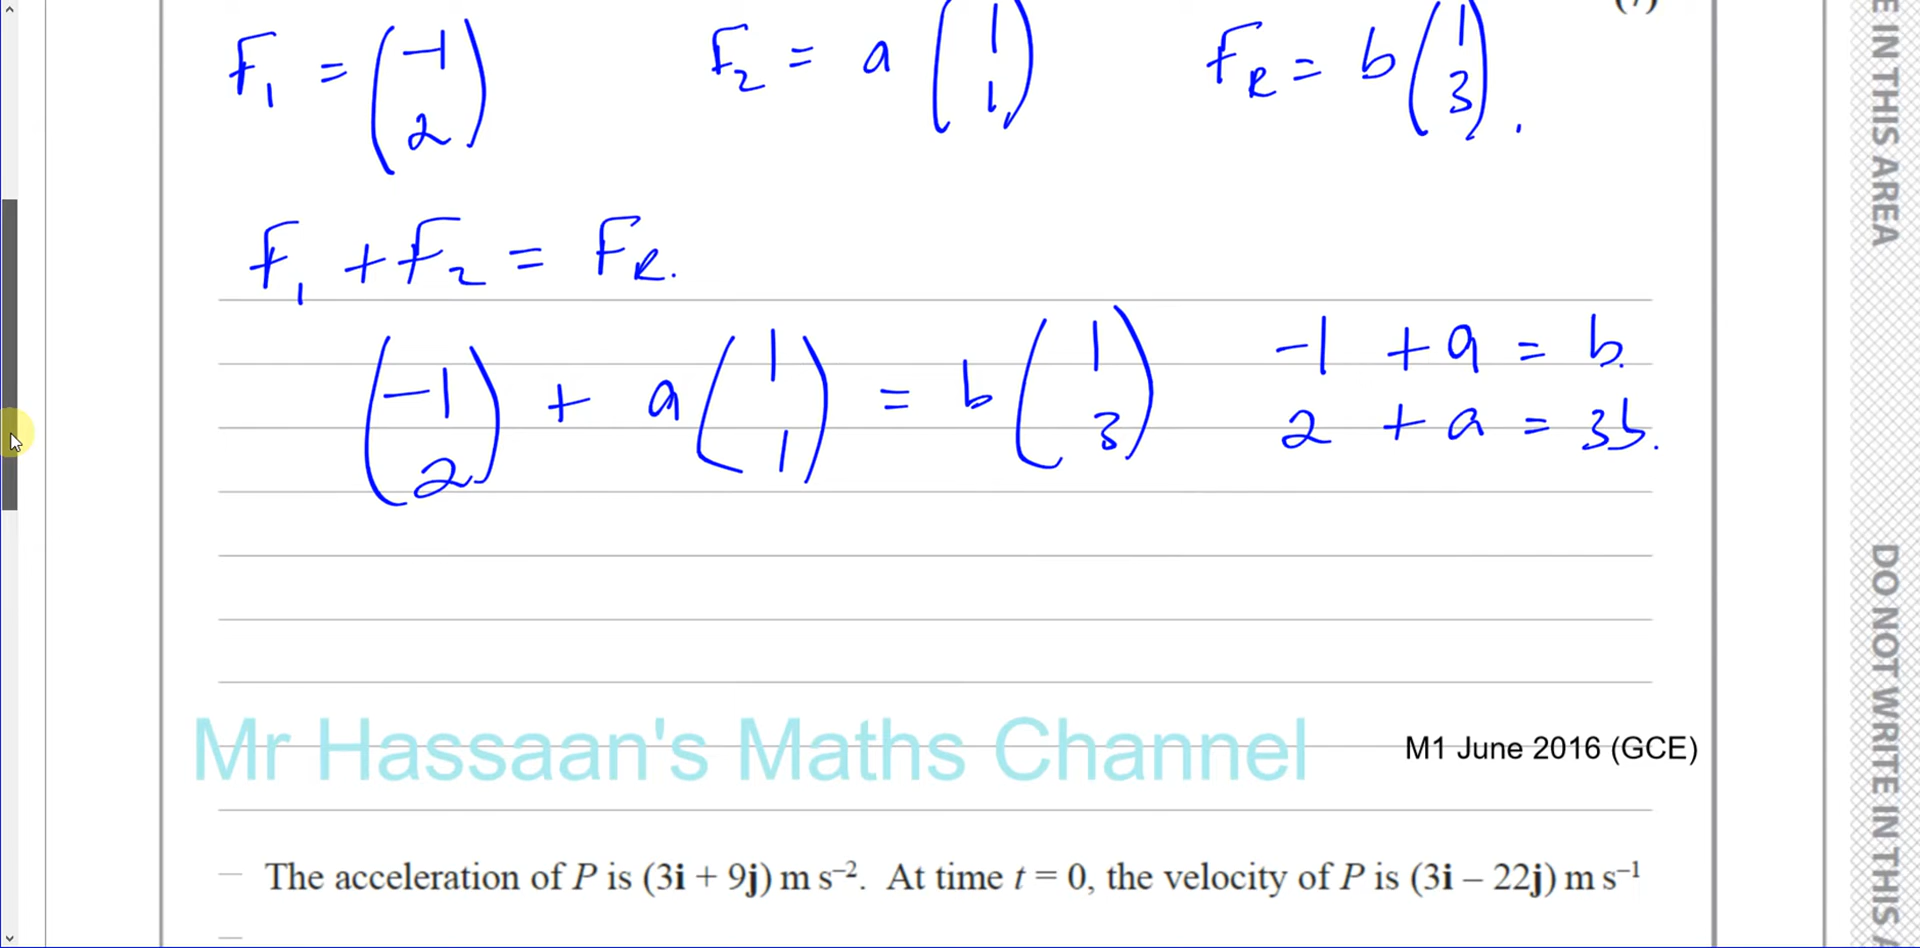 F₁ = (-1 2) F₂ = a (1 1) F_R = b (1 3).
F₁ + F₂ = F_R.
(-1 2) + a (1 1) = b (1 3) -1 + a = b.
2 + a = 3b.
Mr Hassaan's Maths Channel M1 June 2016 (GCE)
The acceleration of P is (3i + 9j) m s⁻². At time t = 0, the velocity of P is (3i – 22j) m s⁻¹
E IN THIS AREA
DO NOT WRITE IN THIS